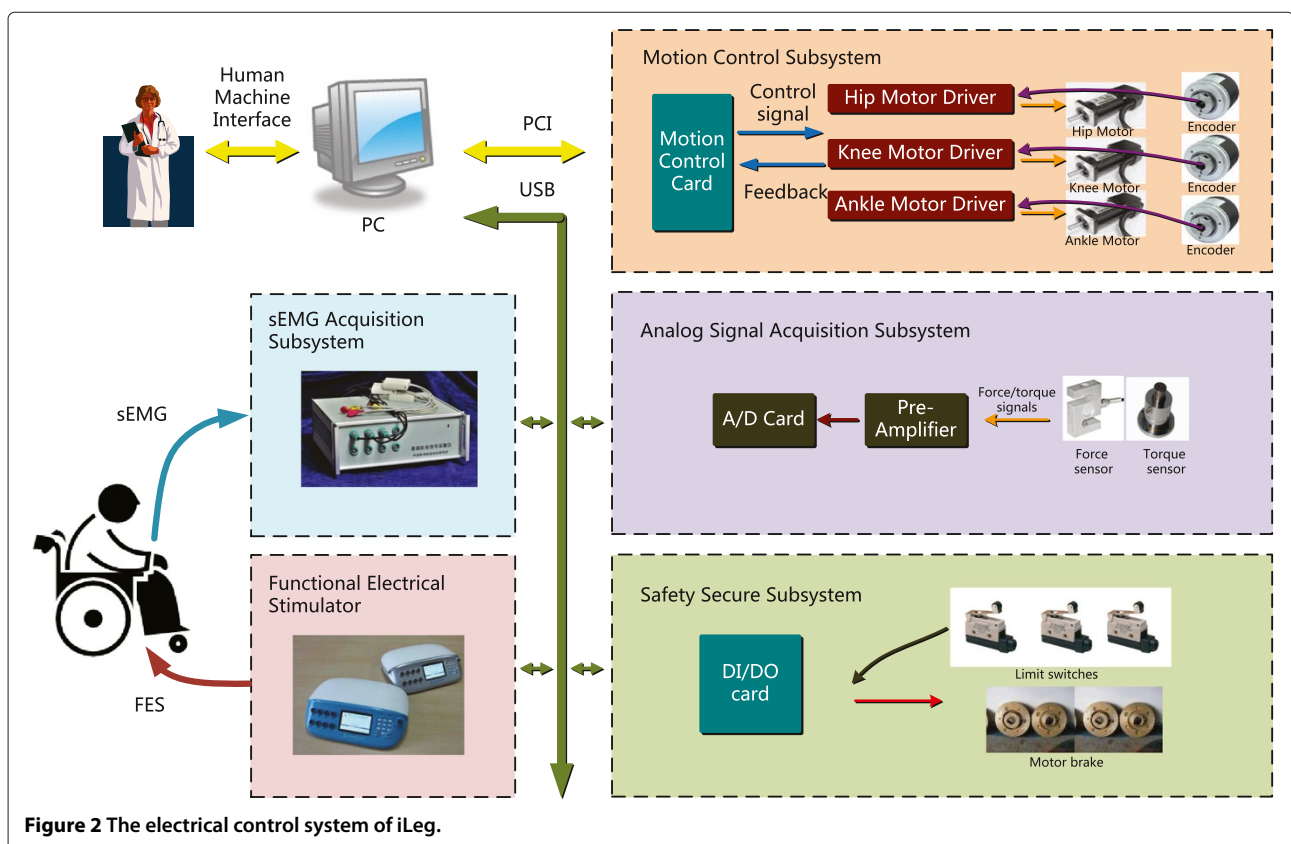 Human
Machine
Interface
PC
PCI
USB
Motion Control Subsystem
Motion
Control
Card
Control
signal
Feedback
Hip Motor Driver
Knee Motor Driver
Ankle Motor Driver
Hip Motor
Encoder
Knee Motor
Encoder
Ankle Motor
Encoder
sEMG
sEMG Acquisition
Subsystem
Analog Signal Acquisition Subsystem
A/D Card
Pre-
Amplifier
Force/torque
signals
Force
sensor
Torque
sensor
FES
Functional Electrical
Stimulator
Safety Secure Subsystem
DI/DO
card
Limit switches
Motor brake
Figure 2 The electrical control system of iLeg.